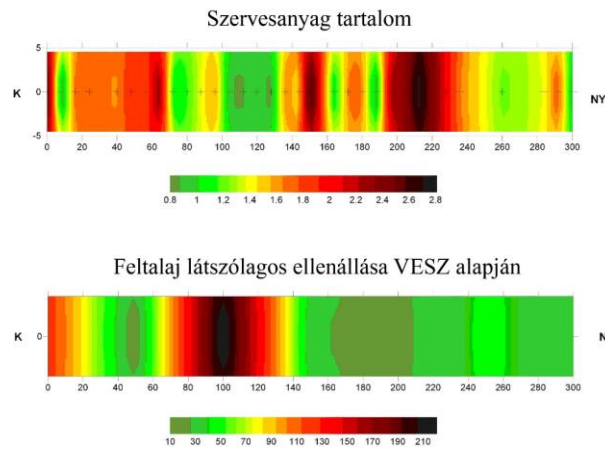 Szervesanyag tartalom
5
K 0 NY
-5
0 20 40 60 80 100 120 140 160 180 200 220 240 260 280 300
0.8 1 1.2 1.4 1.6 1.8 2 2.2 2.4 2.6 2.8
Feltalaj látszólagos ellenállása VESZ alapján
K 0 N
0 20 40 60 80 100 120 140 160 180 200 220 240 260 280 300
10 30 50 70 90 110 130 150 170 190 210